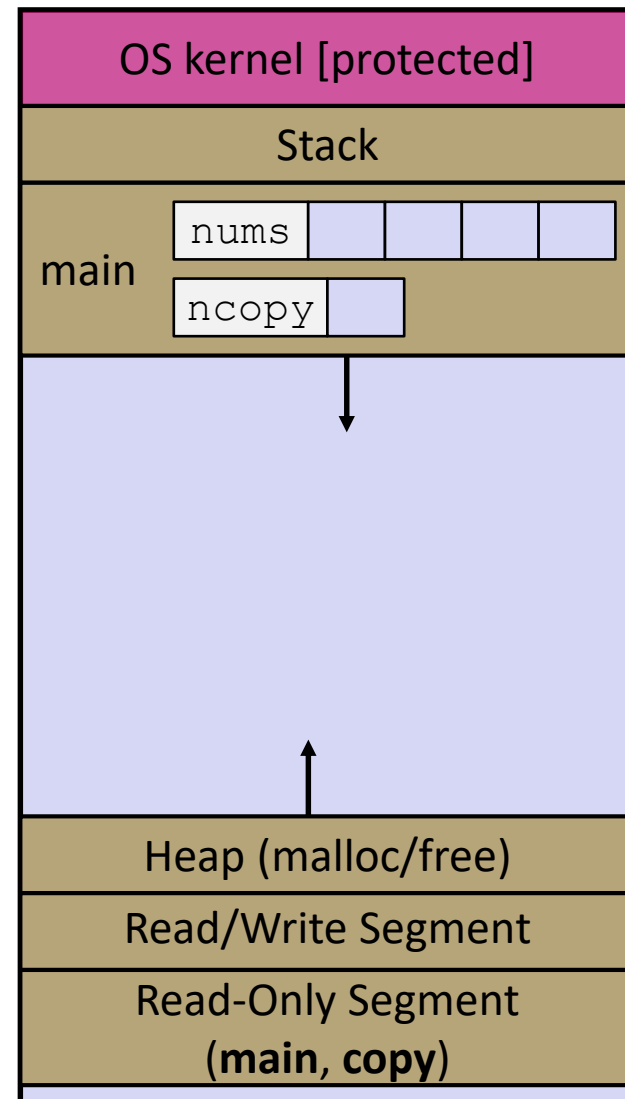 OS kernel [protected]
Stack
main
nums
ncopy
Heap (malloc/free)
Read/Write Segment
Read-Only Segment
(main, copy)